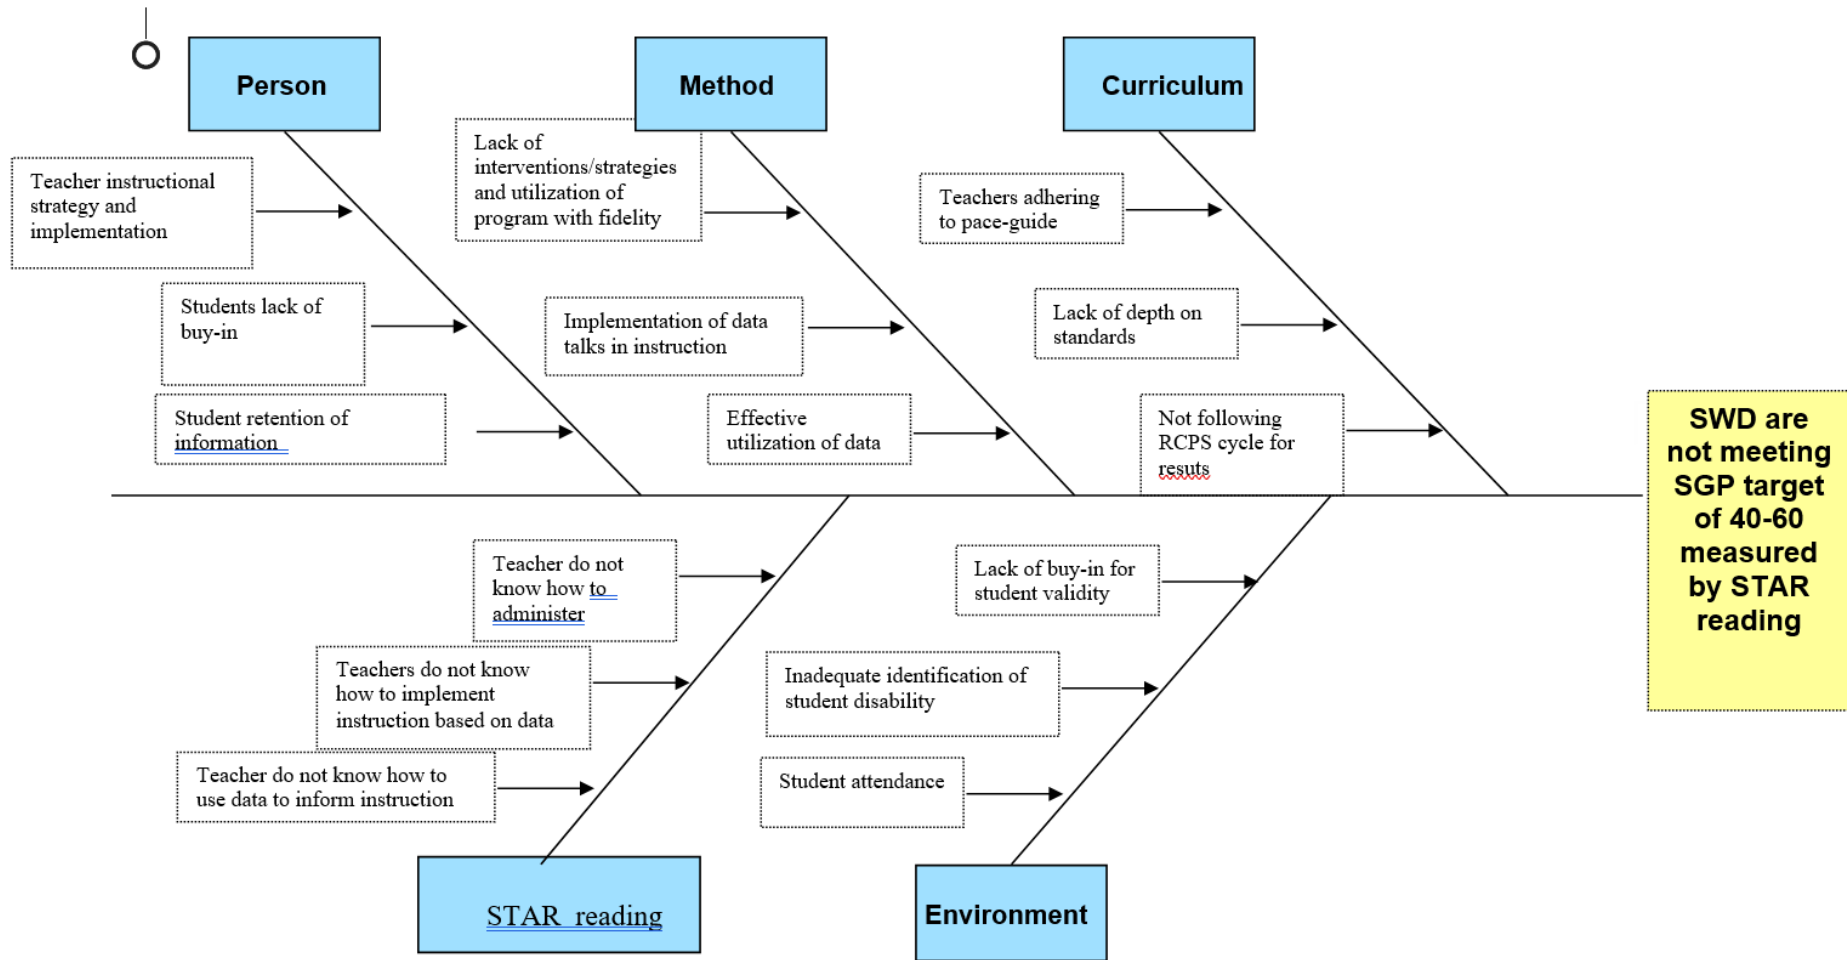 Person
Method
Curriculum
Teacher instructional
strategy and
implementation
Students lack of
buy-in
Student retention of
information
Lack of
interventions/strategies
and utilization of
program with fidelity
Implementation of data
talks in instruction
Effective
utilization of data
Teachers adhering
to pace-guide
Lack of depth on
standards
Not following
RCPS cycle for
resuts
SWD are
not meeting
SGP target
of 40-60
measured
by STAR
reading
Teacher do not
know how to
administer
Teachers do not know
how to implement
instruction based on data
Teacher do not know how to
use data to inform instruction
Lack of buy-in for
student validity
Inadequate identification of
student disability
Student attendance
STAR reading
Environment